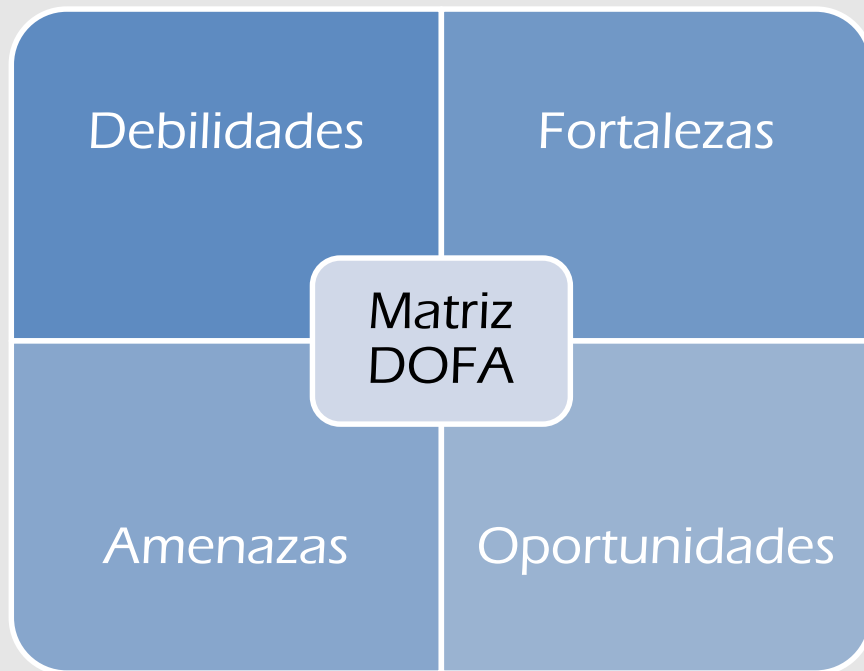 Debilidades
Fortalezas
Matriz
DOFA
Amenazas
Oportunidades